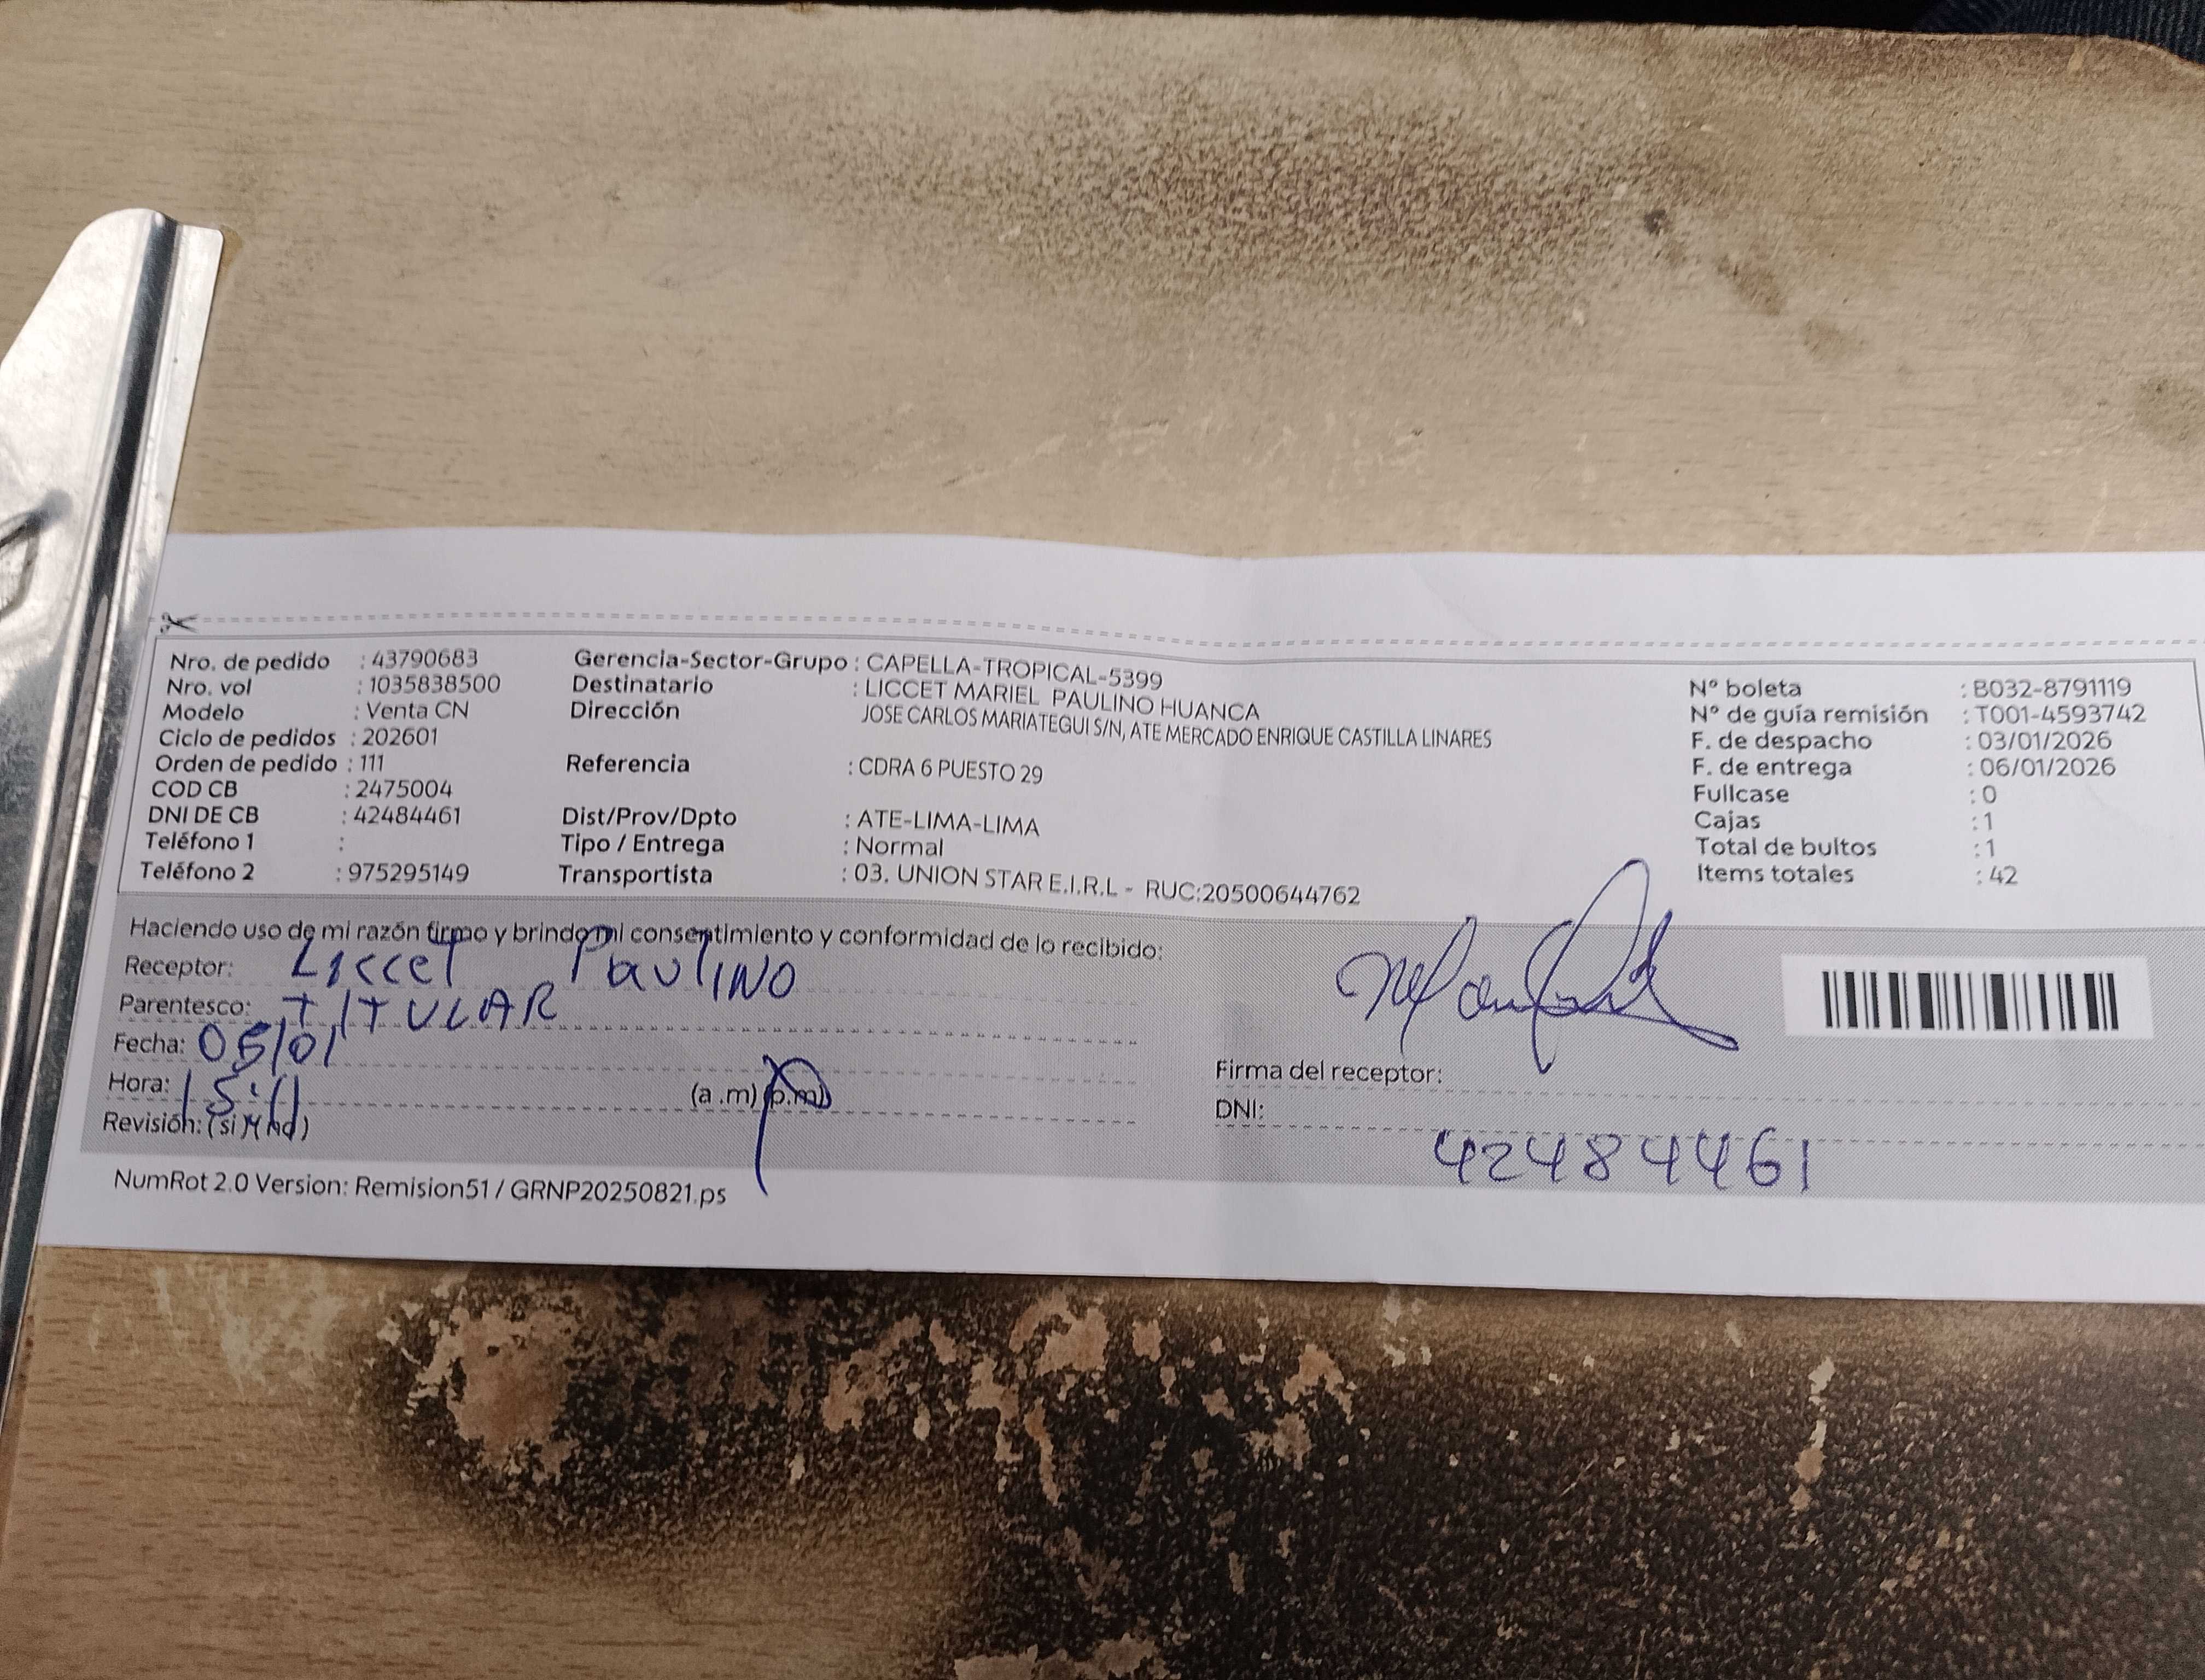 Nro. de pedido : 43790683
Nro. vol : 1035838500
Modelo : Venta CN
Ciclo de pedidos : 202601
Orden de pedido : 111
COD CB : 2475004
DNI DE CB : 42484461
Teléfono 1 :
Teléfono 2 : 975295149
Gerencia-Sector-Grupo : CAPELLA-TROPICAL-5399
Destinatario : LICCET MARIEL PAULINO HUANCA
Dirección JOSE CARLOS MARIATEGUI S/N, ATE MERCADO ENRIQUE CASTILLA LINARES
Referencia : CDRA 6 PUESTO 29
Dist/Prov/Dpto : ATE-LIMA-LIMA
Tipo / Entrega : Normal
Transportista : 03. UNION STAR E.I.R.L - RUC:20500644762
N° boleta : B032-8791119
N° de guía remisión : T001-4593742
F. de despacho : 03/01/2026
F. de entrega : 06/01/2026
Fullcase : 0
Cajas : 1
Total de bultos : 1
Items totales : 42
Haciendo uso de mi razón firmo y brindo mi consentimiento y conformidad de lo recibido:
Receptor: Liccet PaulINO
Parentesco: TITULAR
Fecha:
Hora: (a .m) (p.m)
Revisión: (si) (no)
Firma del receptor:
DNI: 42484461
NumRot 2.0 Version: Remision51 / GRNP20250821.ps